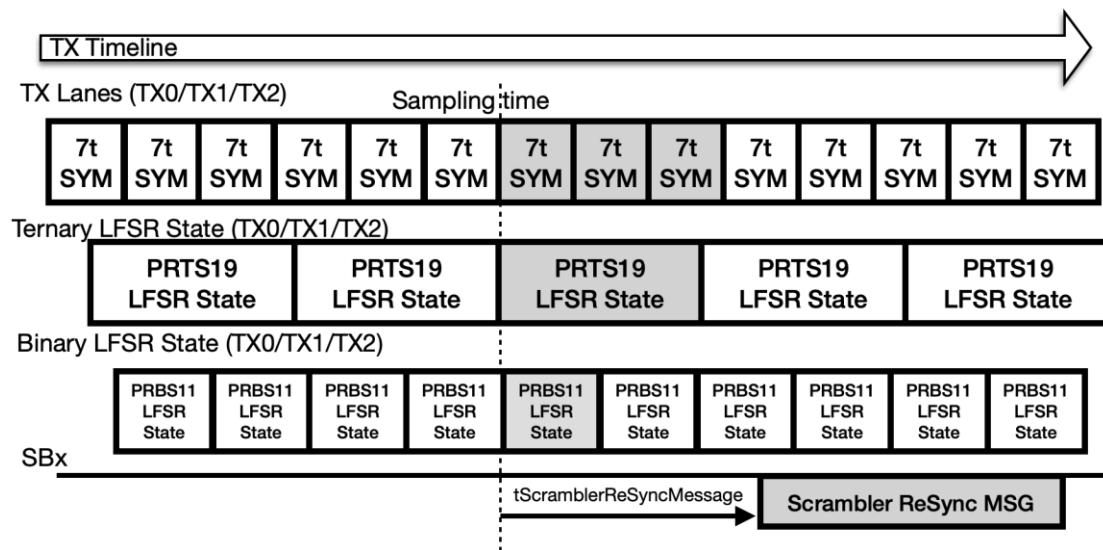 TX Timeline
TX Lanes (TX0/TX1/TX2)
Sampling time
7t 7t 7t 7t 7t 7t 7t 7t 7t 7t 7t 7t 7t 7t
SYM SYM SYM SYM SYM SYM SYM SYM SYM SYM SYM SYM SYM SYM
Ternary LFSR State (TX0/TX1/TX2)
PRTS19 PRTS19 PRTS19 PRTS19 PRTS19
LFSR State LFSR State LFSR State LFSR State LFSR State
Binary LFSR State (TX0/TX1/TX2)
PRBS11 PRBS11 PRBS11 PRBS11 PRBS11 PRBS11 PRBS11 PRBS11 PRBS11 PRBS11
LFSR LFSR LFSR LFSR LFSR LFSR LFSR LFSR LFSR LFSR
State State State State State State State State State State
SBx
tScramblerReSyncMessage
Scrambler ReSync MSG